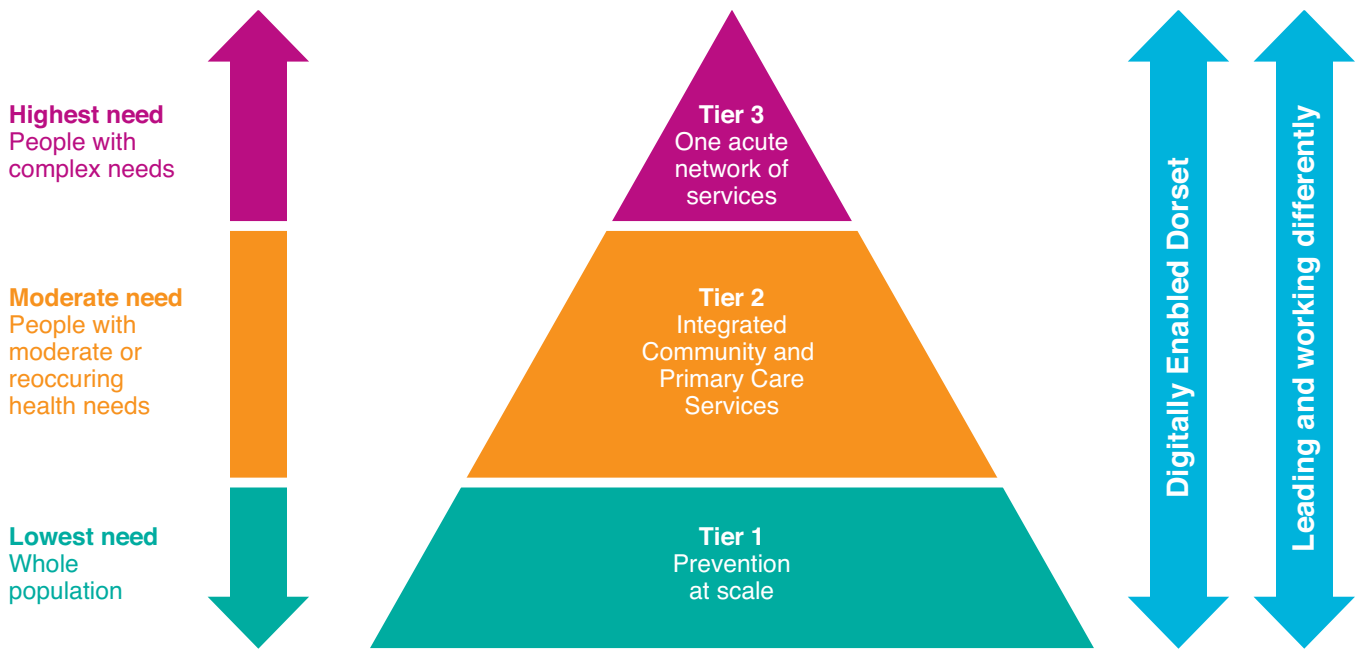 Highest need
People with
complex needs
Tier 3
One acute
network of
services
Moderate need
People with
moderate or
reoccuring
health needs
Tier 2
Integrated
Community and
Primary Care
Services
Lowest need
Whole
population
Tier 1
Prevention
at scale
Digitally Enabled Dorset
Leading and working differently